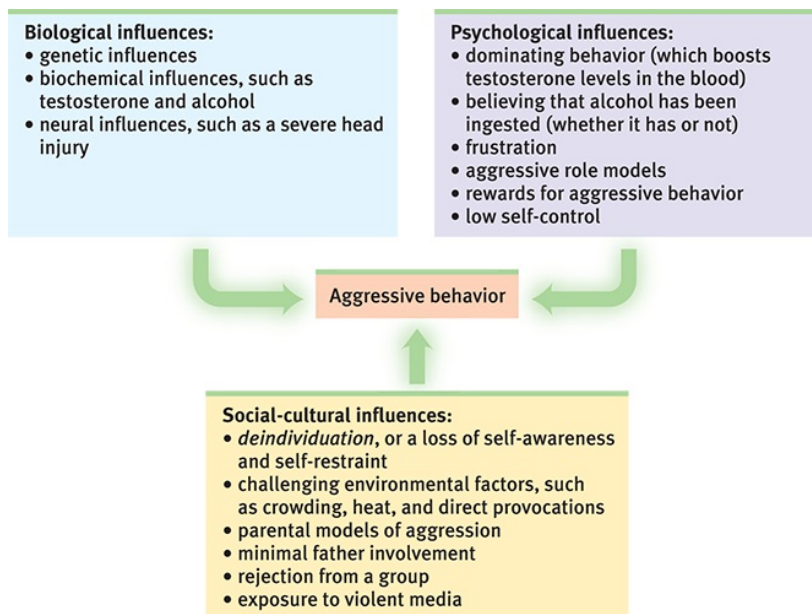 Biological influences:
• genetic influences
• biochemical influences, such as
testosterone and alcohol
• neural influences, such as a severe head
injury
Psychological influences:
• dominating behavior (which boosts
testosterone levels in the blood)
• believing that alcohol has been
ingested (whether it has or not)
• frustration
• aggressive role models
• rewards for aggressive behavior
• low self-control
Aggressive behavior
Social-cultural influences:
• deindividuation, or a loss of self-awareness
and self-restraint
• challenging environmental factors, such
as crowding, heat, and direct provocations
• parental models of aggression
• minimal father involvement
• rejection from a group
• exposure to violent media